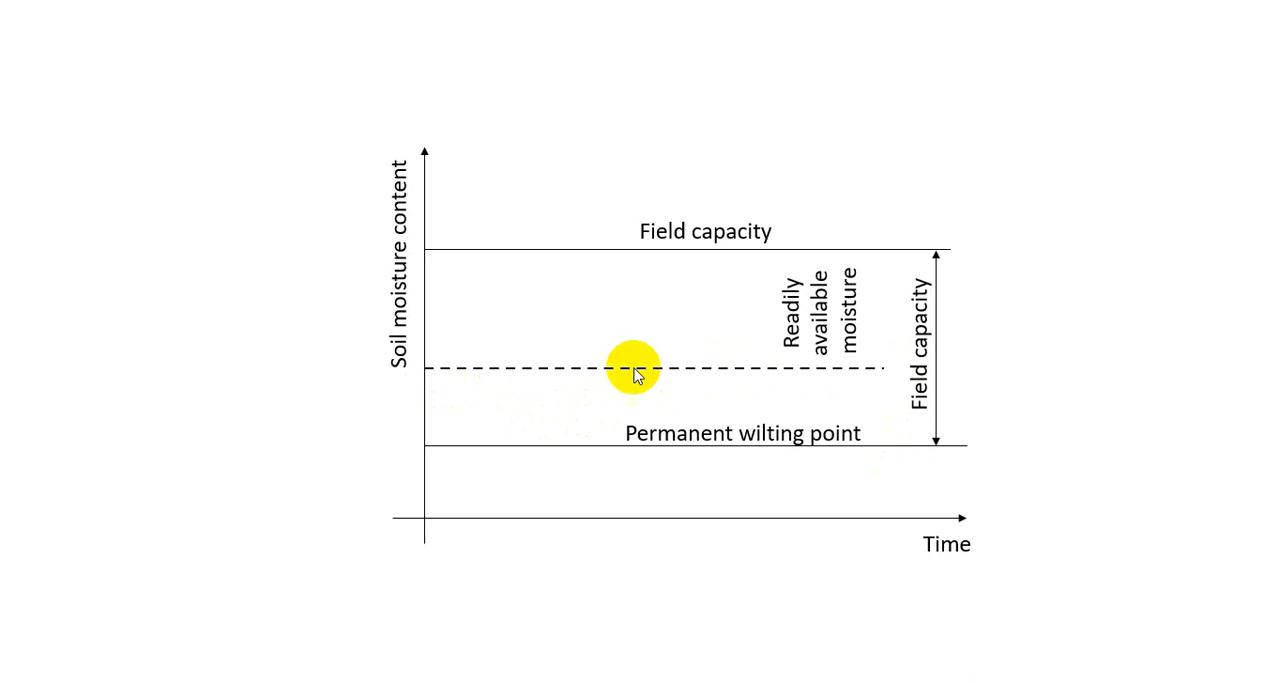 Soil moisture content
Field capacity
Readily
available
moisture
Field capacity
Permanent wilting point
Time